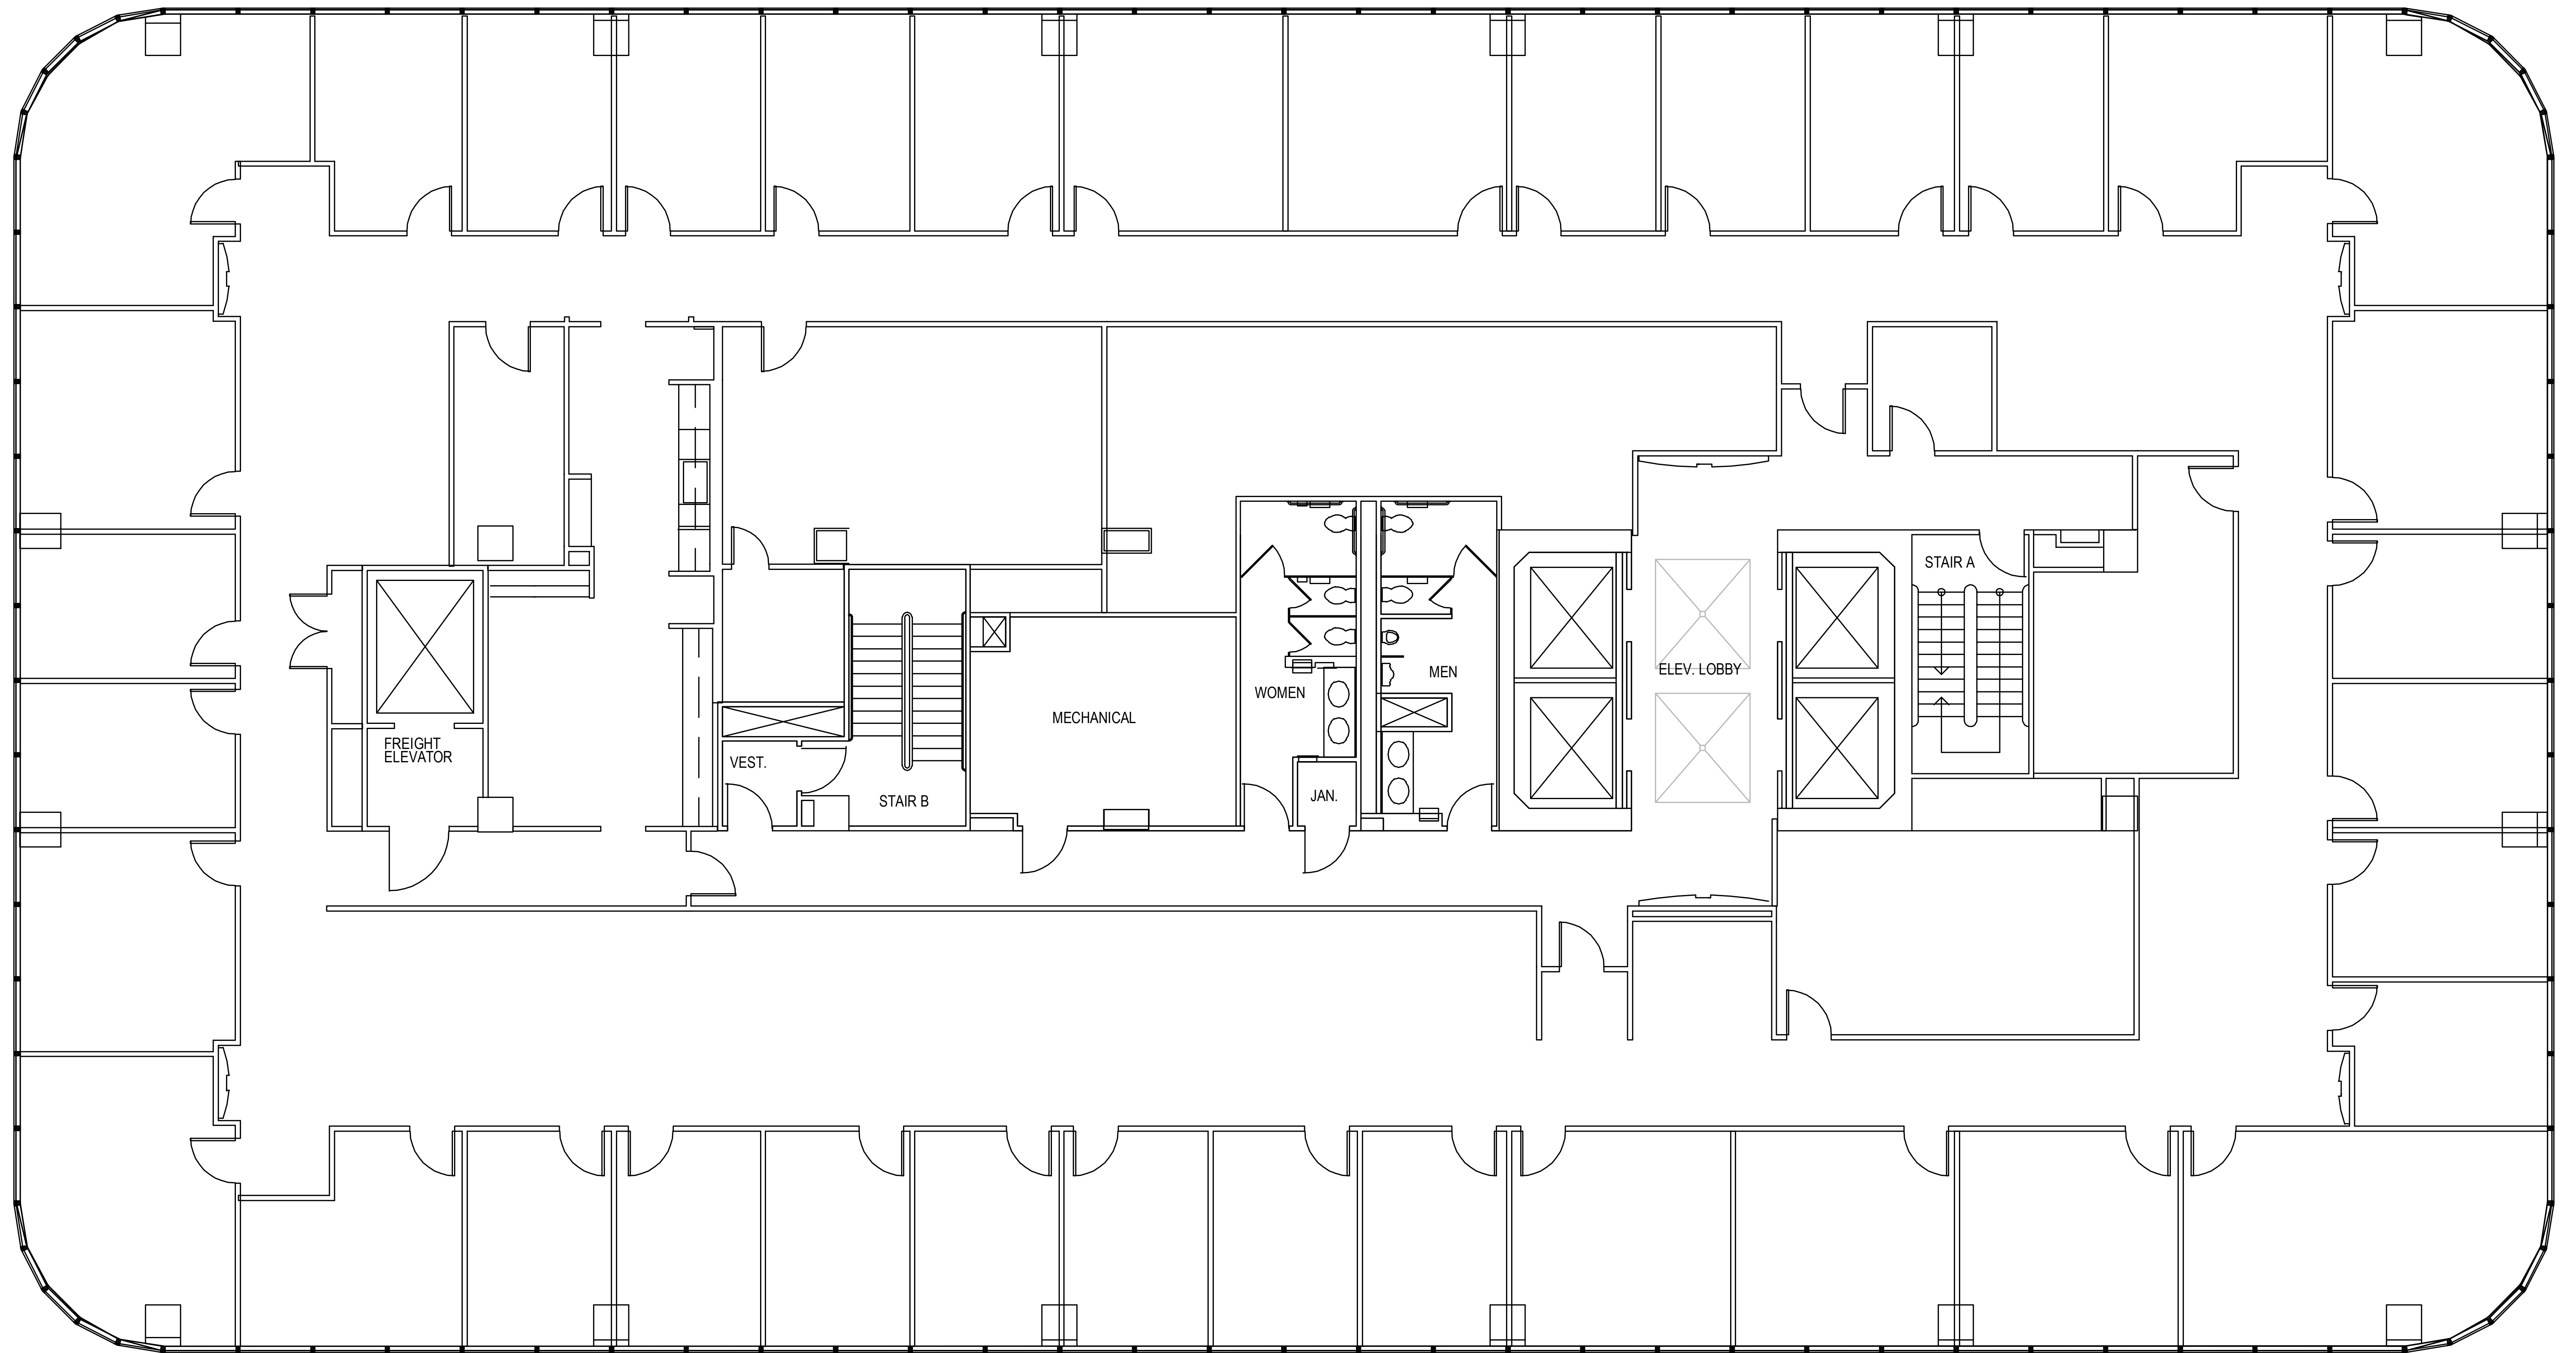 STAIR A
ELEV. LOBBY
MEN
WOMEN
MECHANICAL
FREIGHT
ELEVATOR
VEST.
JAN.
STAIR B